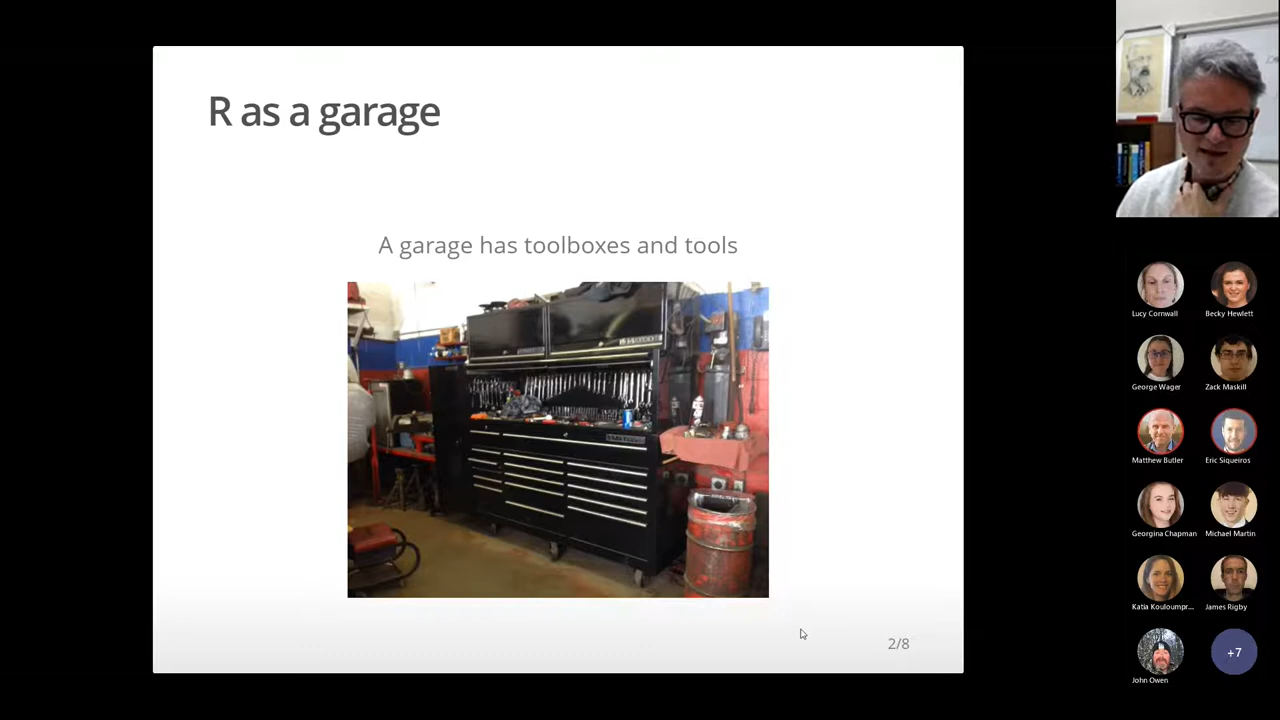 R as a garage
A garage has toolboxes and tools
2/8
Lucy Cornwall
Becky Hewlett
George Wager
Zack Maskill
Matthew Butler
Eric Siqueiros
Georgina Chapman
Michael Martin
Katia Kouloumpr...
James Rigby
John Owen
+7